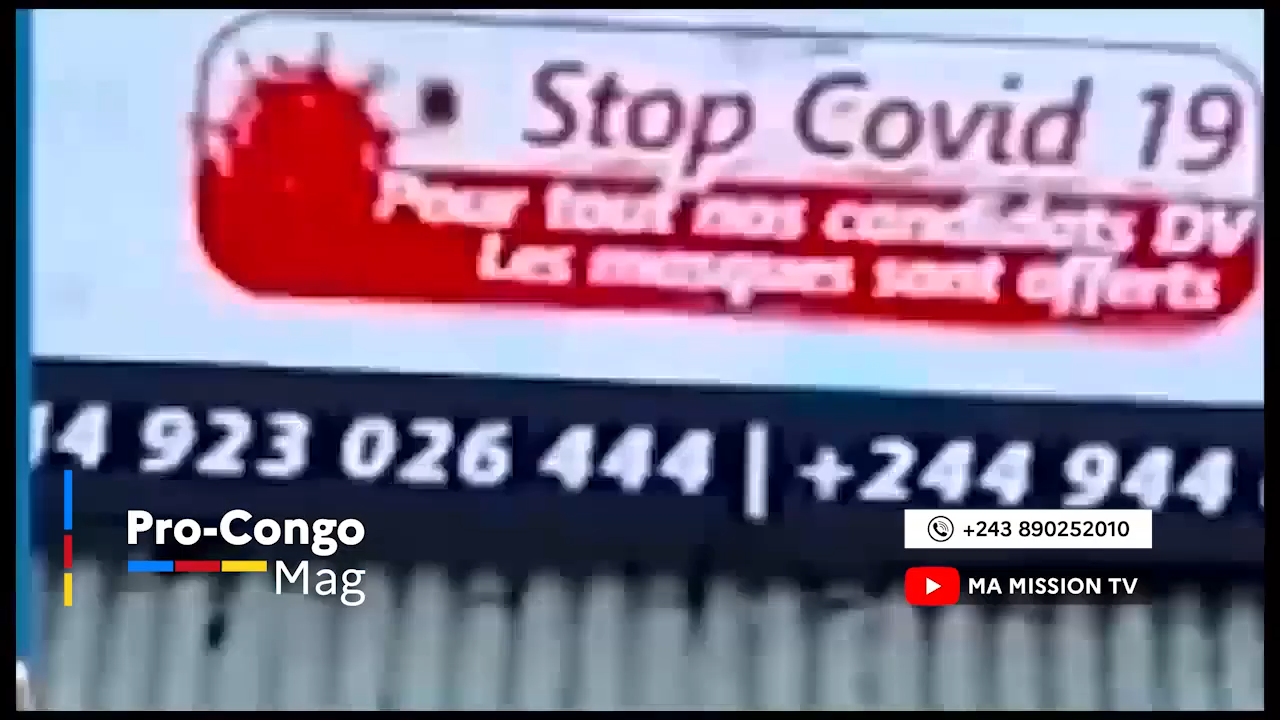 Stop Covid 19
Pour tout nos candidats DV
Les masques sont offerts
923 026 444 | +244 944
Pro-Congo
Mag
+243 890252010
MA MISSION TV